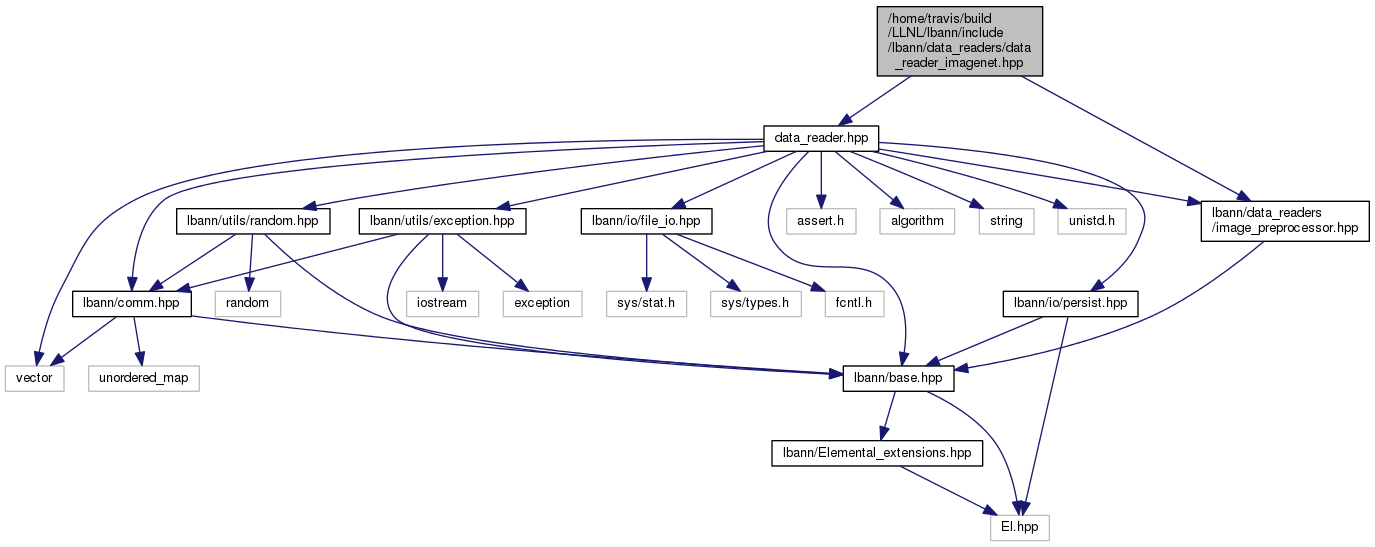 /home/travis/build
/LLNL/lbann/include
/lbann/data_readers/data
_reader_imagenet.hpp
data_reader.hpp
lbann/utils/random.hpp
lbann/utils/exception.hpp
lbann/io/file_io.hpp
assert.h
algorithm
string
unistd.h
lbann/data_readers
/image_preprocessor.hpp
lbann/comm.hpp
random
iostream
exception
sys/stat.h
sys/types.h
fcntl.h
lbann/io/persist.hpp
vector
unordered_map
lbann/base.hpp
lbann/Elemental_extensions.hpp
El.hpp